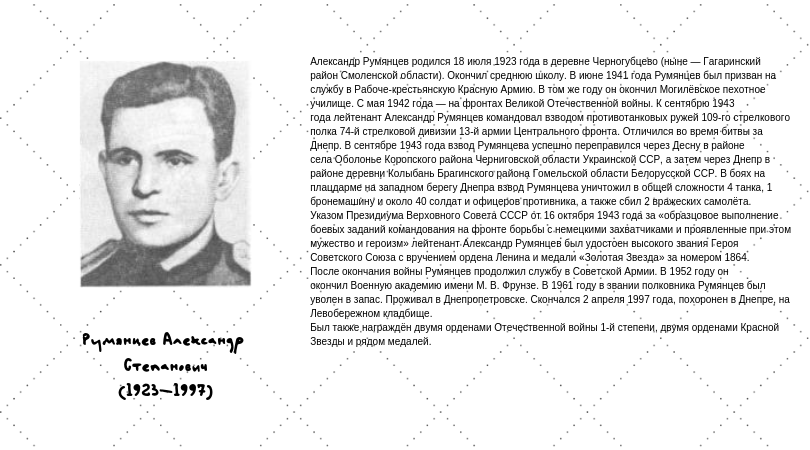 Александр Румянцев родился 18 июля 1923 года в деревне Черногубцево (ныне — Гагаринский
район Смоленской области). Окончил среднюю школу. В июне 1941 года Румянцев был призван на
службу в Рабоче-крестьянскую Красную Армию. В том же году он окончил Могилёвское пехотное
училище. С мая 1942 года — на фронтах Великой Отечественной войны. К сентябрю 1943
года лейтенант Александр Румянцев командовал взводом противотанковых ружей 109-го стрелкового
полка 74-й стрелковой дивизии 13-й армии Центрального фронта. Отличился во время битвы за
Днепр. В сентябре 1943 года взвод Румянцева успешно переправился через Десну в районе
села Оболонье Коропского района Черниговской области Украинской ССР, а затем через Днепр в
районе деревни Колыбань Брагинского района Гомельской области Белорусской ССР. В боях на
плацдарме на западном берегу Днепра взвод Румянцева уничтожил в общей сложности 4 танка, 1
бронемашину и около 40 солдат и офицеров противника, а также сбил 2 вражеских самолёта.
Указом Президиума Верховного Совета СССР от 16 октября 1943 года за «образцовое выполнение
боевых заданий командования на фронте борьбы с немецкими захватчиками и проявленные при этом
мужество и героизм» лейтенант Александр Румянцев был удостоен высокого звания Героя
Советского Союза с вручением ордена Ленина и медали «Золотая Звезда» за номером 1864.
После окончания войны Румянцев продолжил службу в Советской Армии. В 1952 году он
окончил Военную академию имени М. В. Фрунзе. В 1961 году в звании полковника Румянцев был
уволен в запас. Проживал в Днепропетровске. Скончался 2 апреля 1997 года, похоронен в Днепре, на
Левобережном кладбище.
Был также награждён двумя орденами Отечественной войны 1-й степени, двумя орденами Красной
Звезды и рядом медалей.
Румянцев Александр
Степанович
(1923—1997)